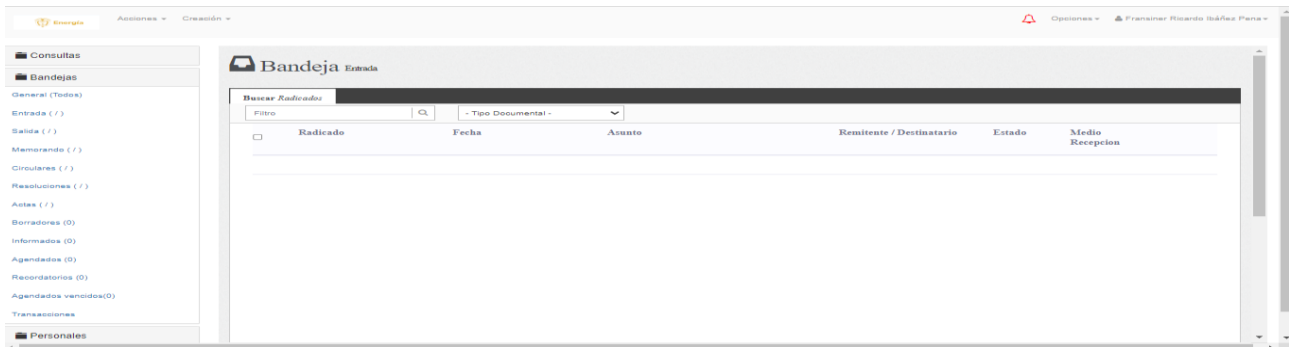 Energía
Acciones
Creación
Opciones
Fransiner Ricardo Ibáñez Pena
Consultas
Bandejas
General (Todos)
Entrada ( / )
Salida ( / )
Memorando ( / )
Circulares ( / )
Resoluciones ( / )
Actas ( / )
Borradores (0)
Informados (0)
Agendados (0)
Recordatorios (0)
Agendados vencidos(0)
Transacciones
Personales
Bandeja Entrada
Buscar Radicados
Filtro
- Tipo Documental -
Radicado
Fecha
Asunto
Remitente / Destinatario
Estado
Medio
Recepcion